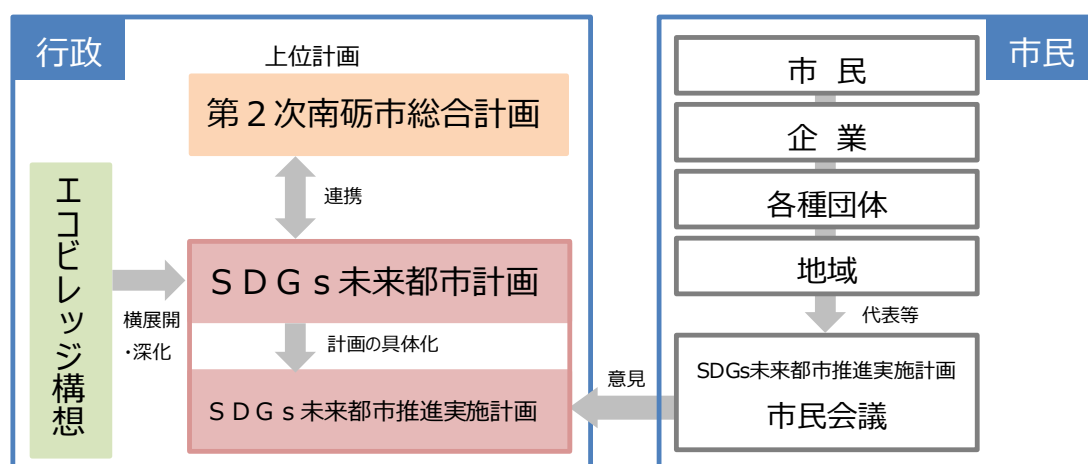 行政
上位計画
第２次南砺市総合計画
連携
エコビレッジ構想
横展開
・深化
ＳＤＧｓ未来都市計画
計画の具体化
ＳＤＧｓ未来都市推進実施計画
意見
市民
市 民
企 業
各種団体
地域
代表等
SDGs未来都市推進実施計画
市民会議